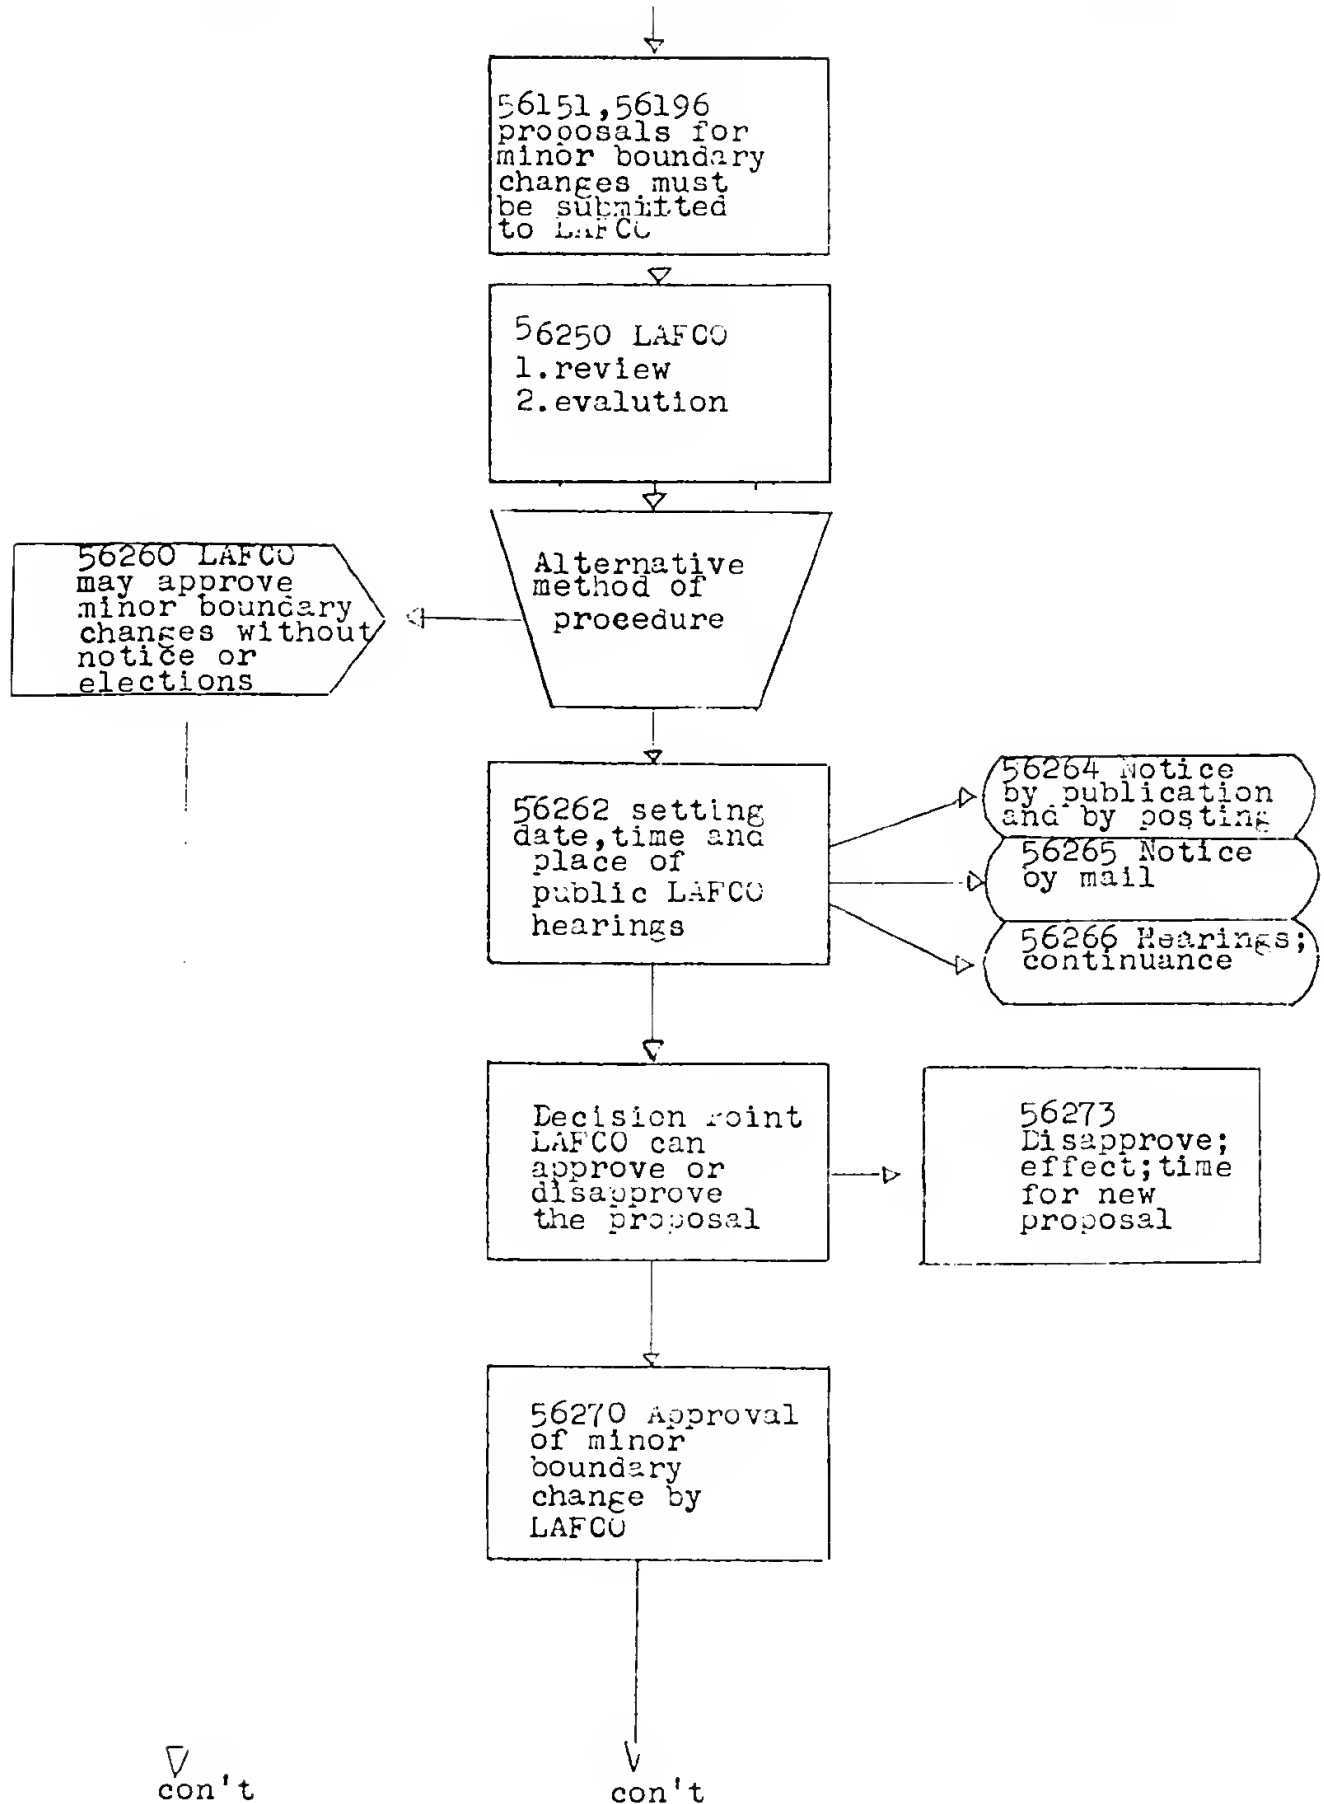 56151,56196
proposals for
minor boundary
changes must
be submitted
to LAFCO
56250 LAFCO
1.review
2.evalution
Alternative
method of
procedure
56260 LAFCO
may approve
minor boundary
changes without
notice or
elections
56262 setting
date,time and
place of
public LAFCO
hearings
56264 Notice
by publication
and by posting
56265 Notice
by mail
56266 Hearings;
continuance
Decision Point
LAFCO can
approve or
disapprove
the proposal
56273
Disapprove;
effect;time
for new
proposal
56270 Approval
of minor
boundary
change by
LAFCO
con't
con't